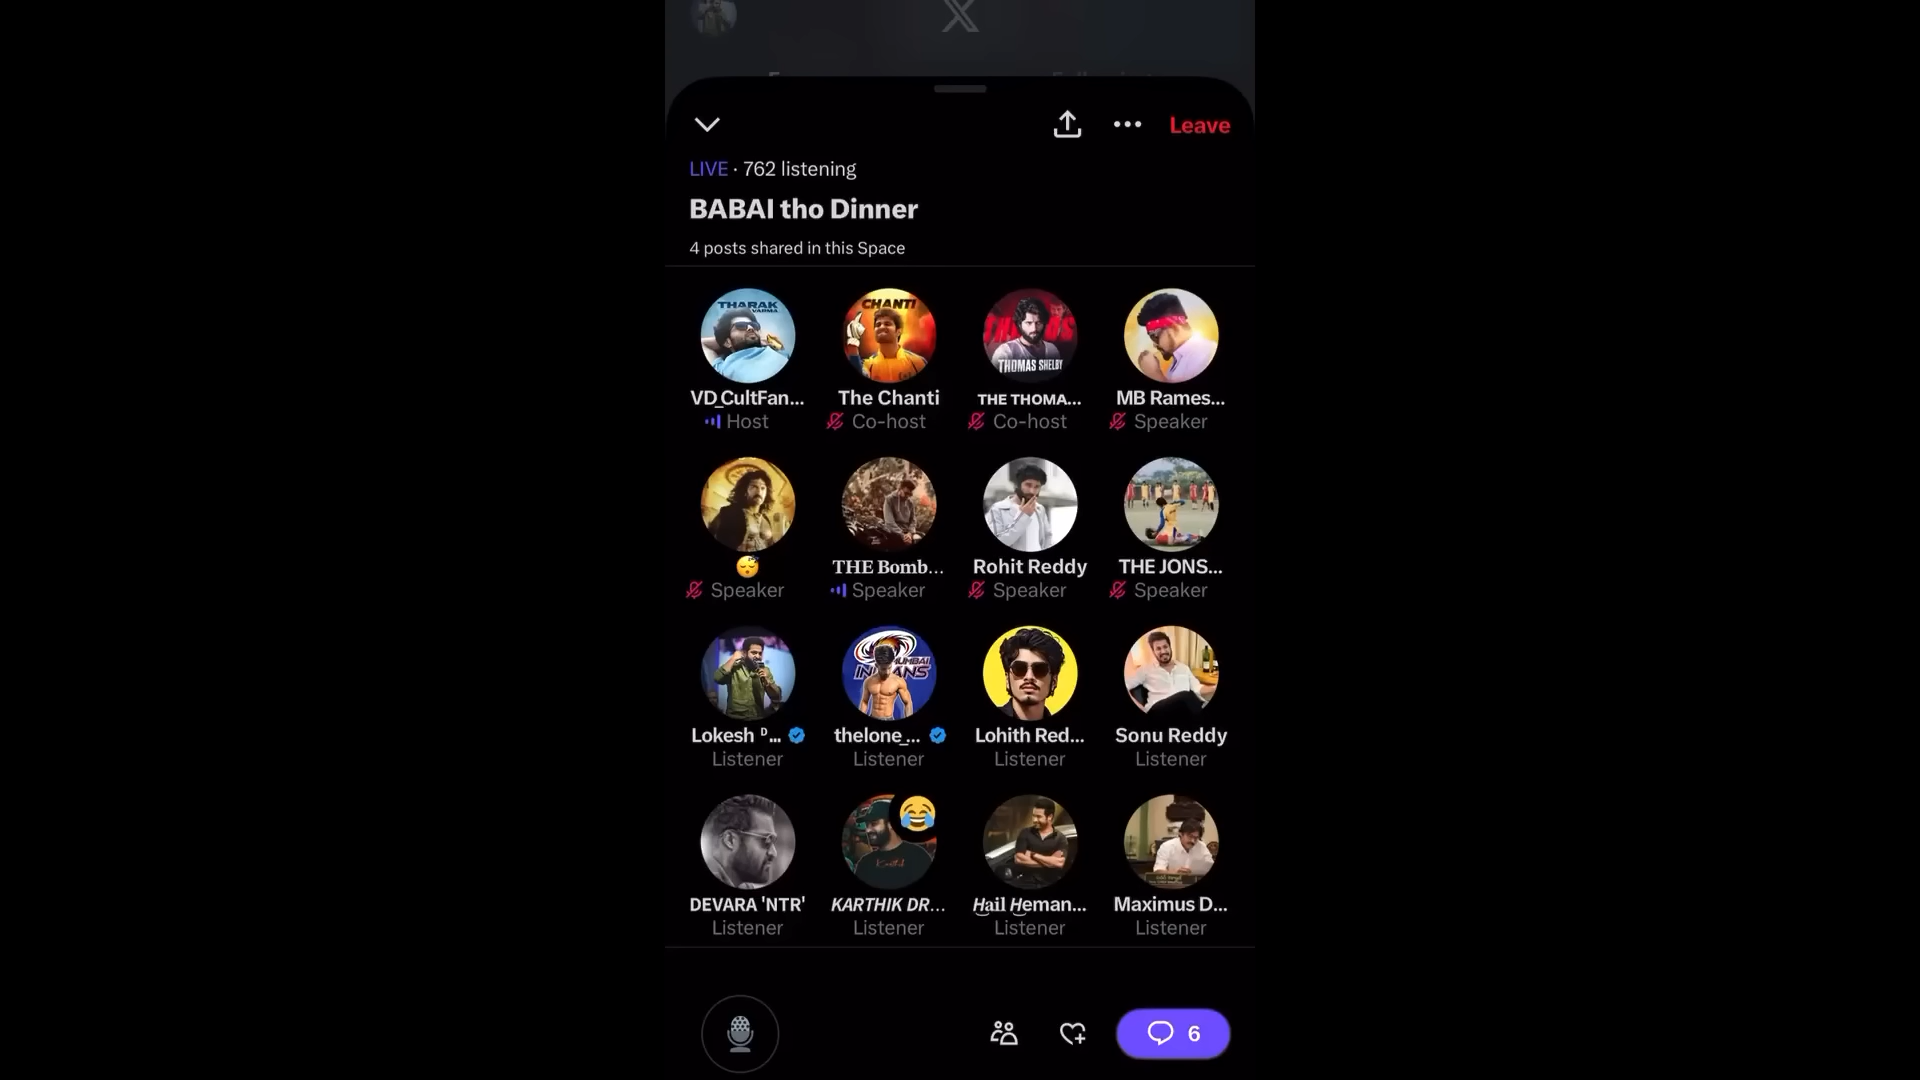 Leave
LIVE · 762 listening
BABAI tho Dinner
4 posts shared in this Space
THARAK
VARMA
CHANTI
THOMAS SHELBY
VD_CultFan...
The Chanti
THE THOMA...
MB Rames...
Host
Co-host
Co-host
Speaker
😴
THE Bomb...
Rohit Reddy
THE JONS...
Speaker
Speaker
Speaker
Speaker
MUMBAI
INDIANS
Lokesh ᴰ...
thelone_...
Lohith Red...
Sonu Reddy
Listener
Listener
Listener
Listener
DEVARA 'NTR'
KARTHIK DR...
Hail Heman...
Maximus D...
Listener
Listener
Listener
Listener
6